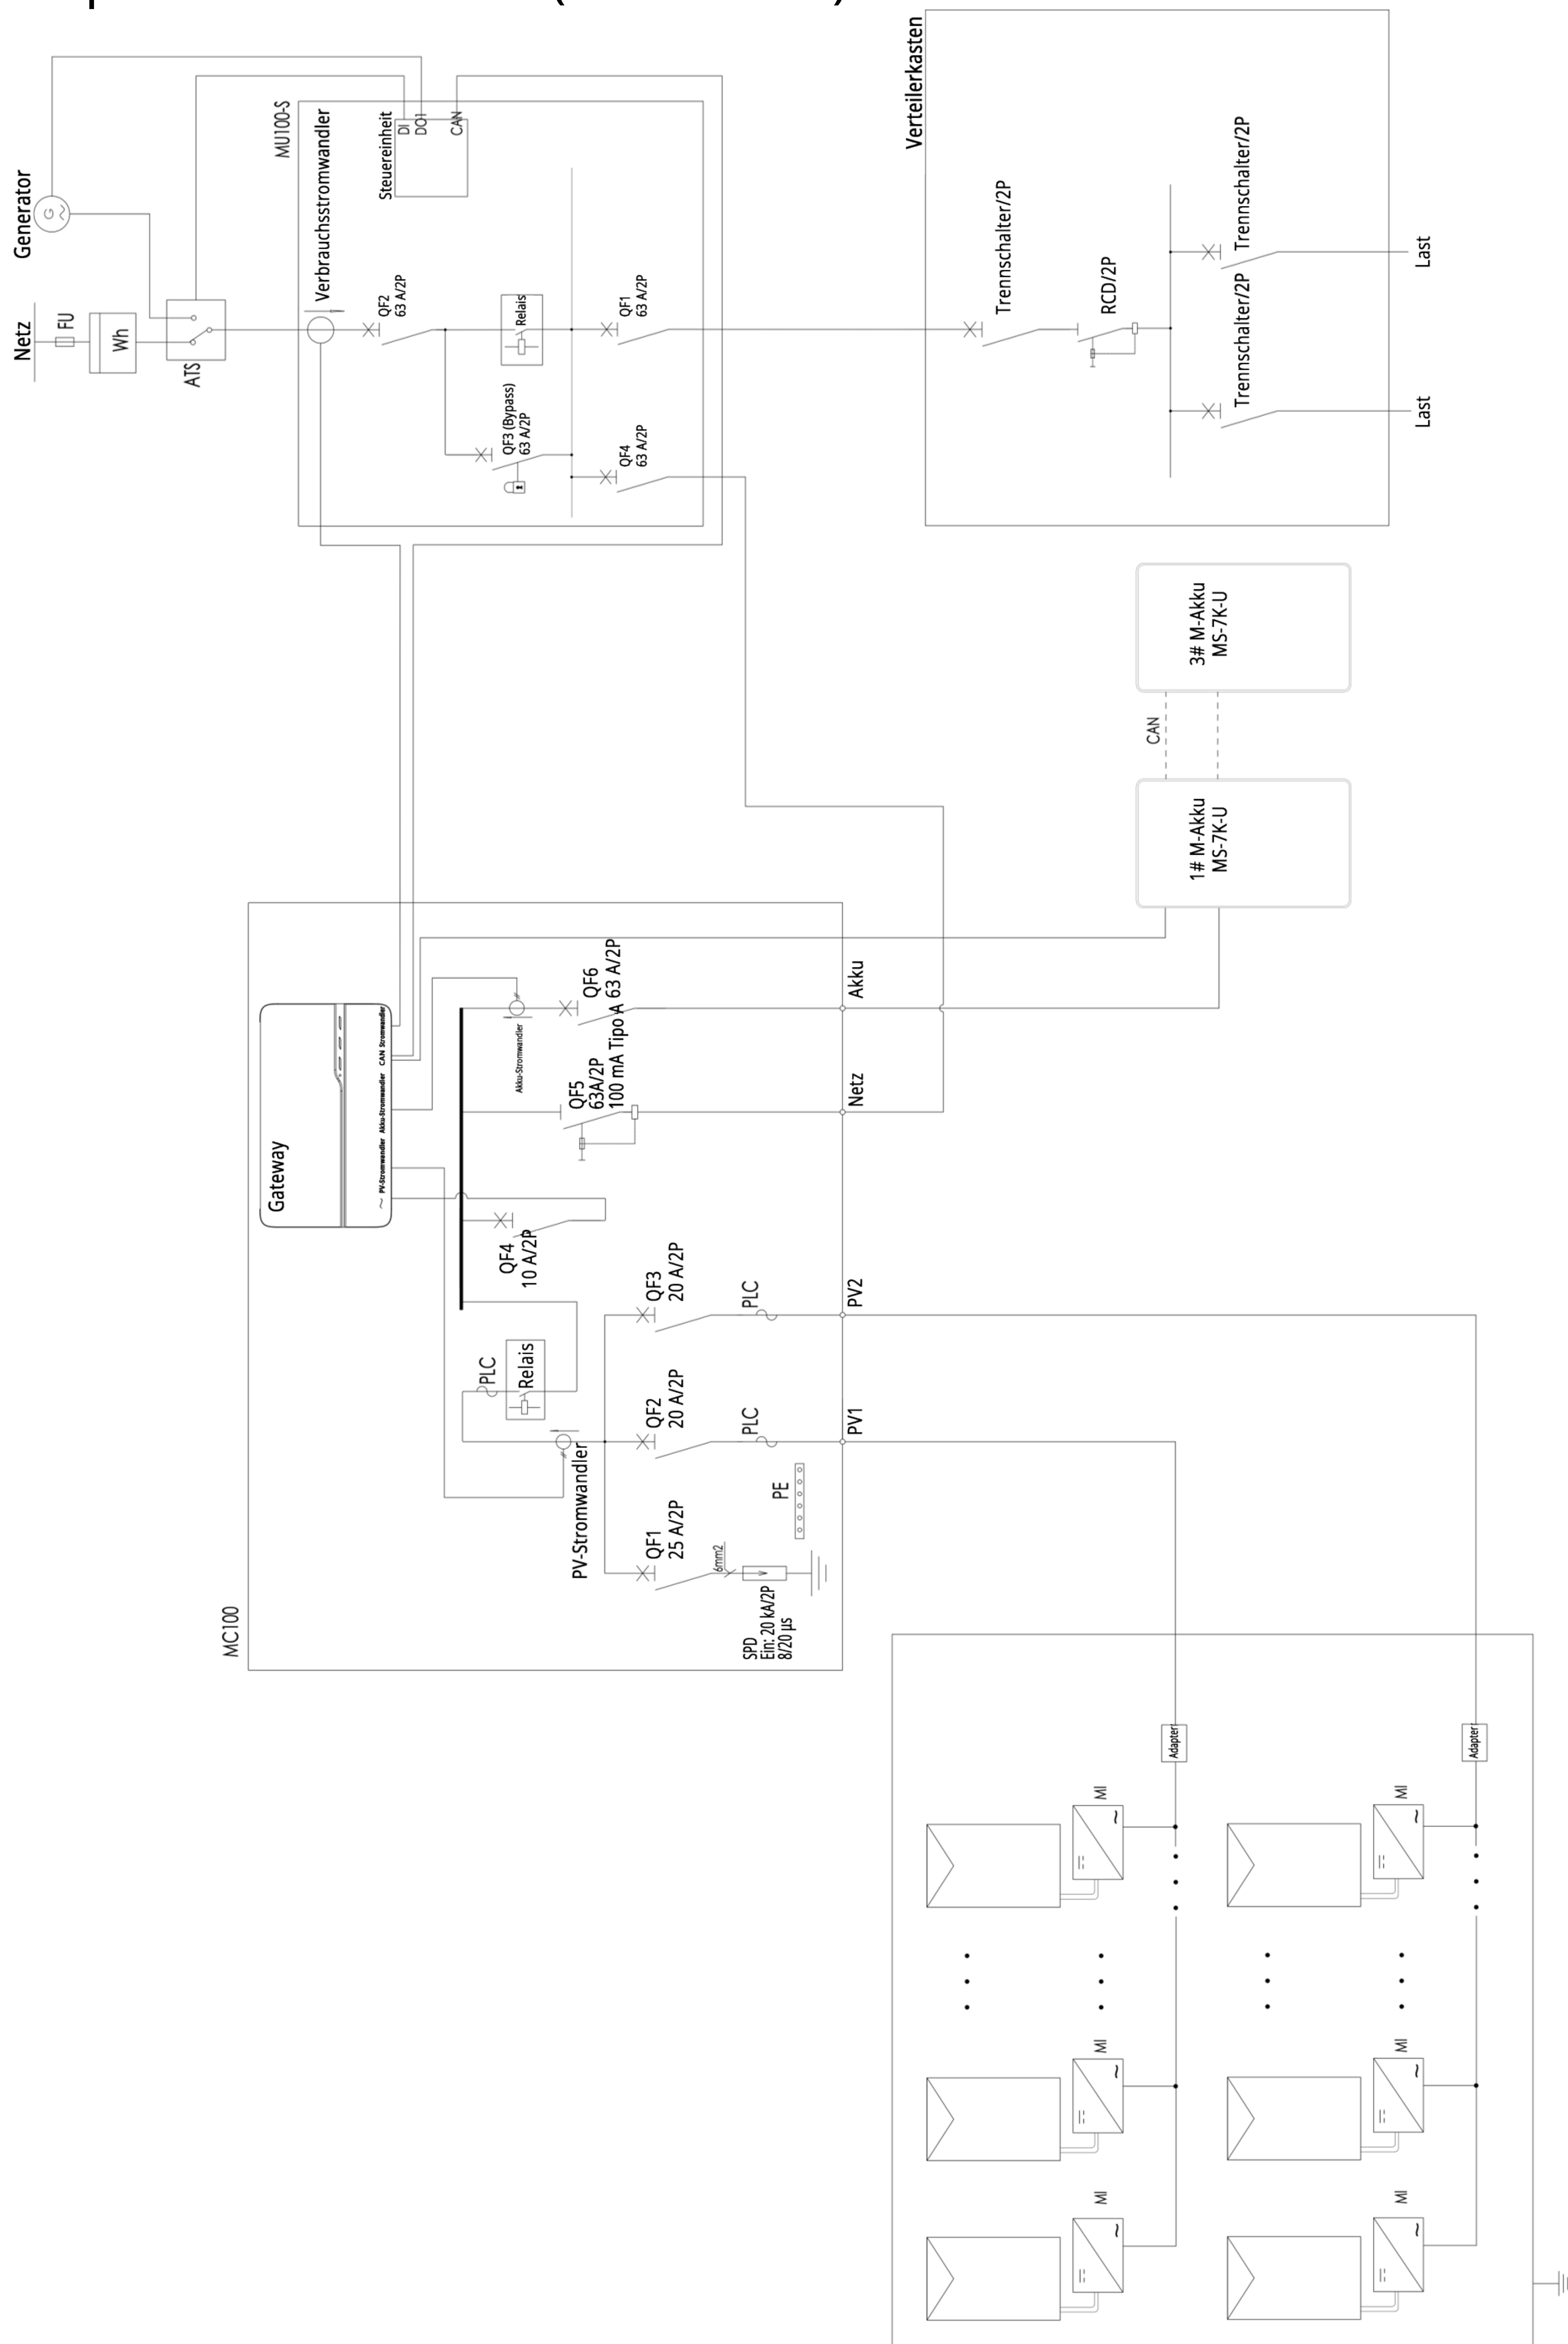 Netz
FU
Wh
ATS
Generator
G
MU100-S
Verbrauchsstromwandler
Steuereinheit
DI
DO1
CAN
QF2
63 A/2P
Relais
QF3 (Bypass)
63 A/2P
QF1
63 A/2P
QF4
63 A/2P
Verteilerkasten
Trennschalter/2P
RCD/2P
Trennschalter/2P
Trennschalter/2P
Last
Last
3# M-Akku
MS-7K-U
CAN
1# M-Akku
MS-7K-U
MC100
Gateway
PV-Stromwandler
Akku-Stromwandler
CAN
Stromwandler
Akku-Stromwandler
QF6
63 A/2P
QF5
63A/2P
100 mA Tipo A
QF4
10 A/2P
PLC
Relais
PV-Stromwandler
QF3
20 A/2P
PLC
QF2
20 A/2P
PLC
QF1
25 A/2P
6mm2
PE
SPD
Ein: 20 kA/2P
8/20 µs
Akku
Netz
PV2
PV1
Adapter
Adapter
MI
MI
MI
MI
MI
MI